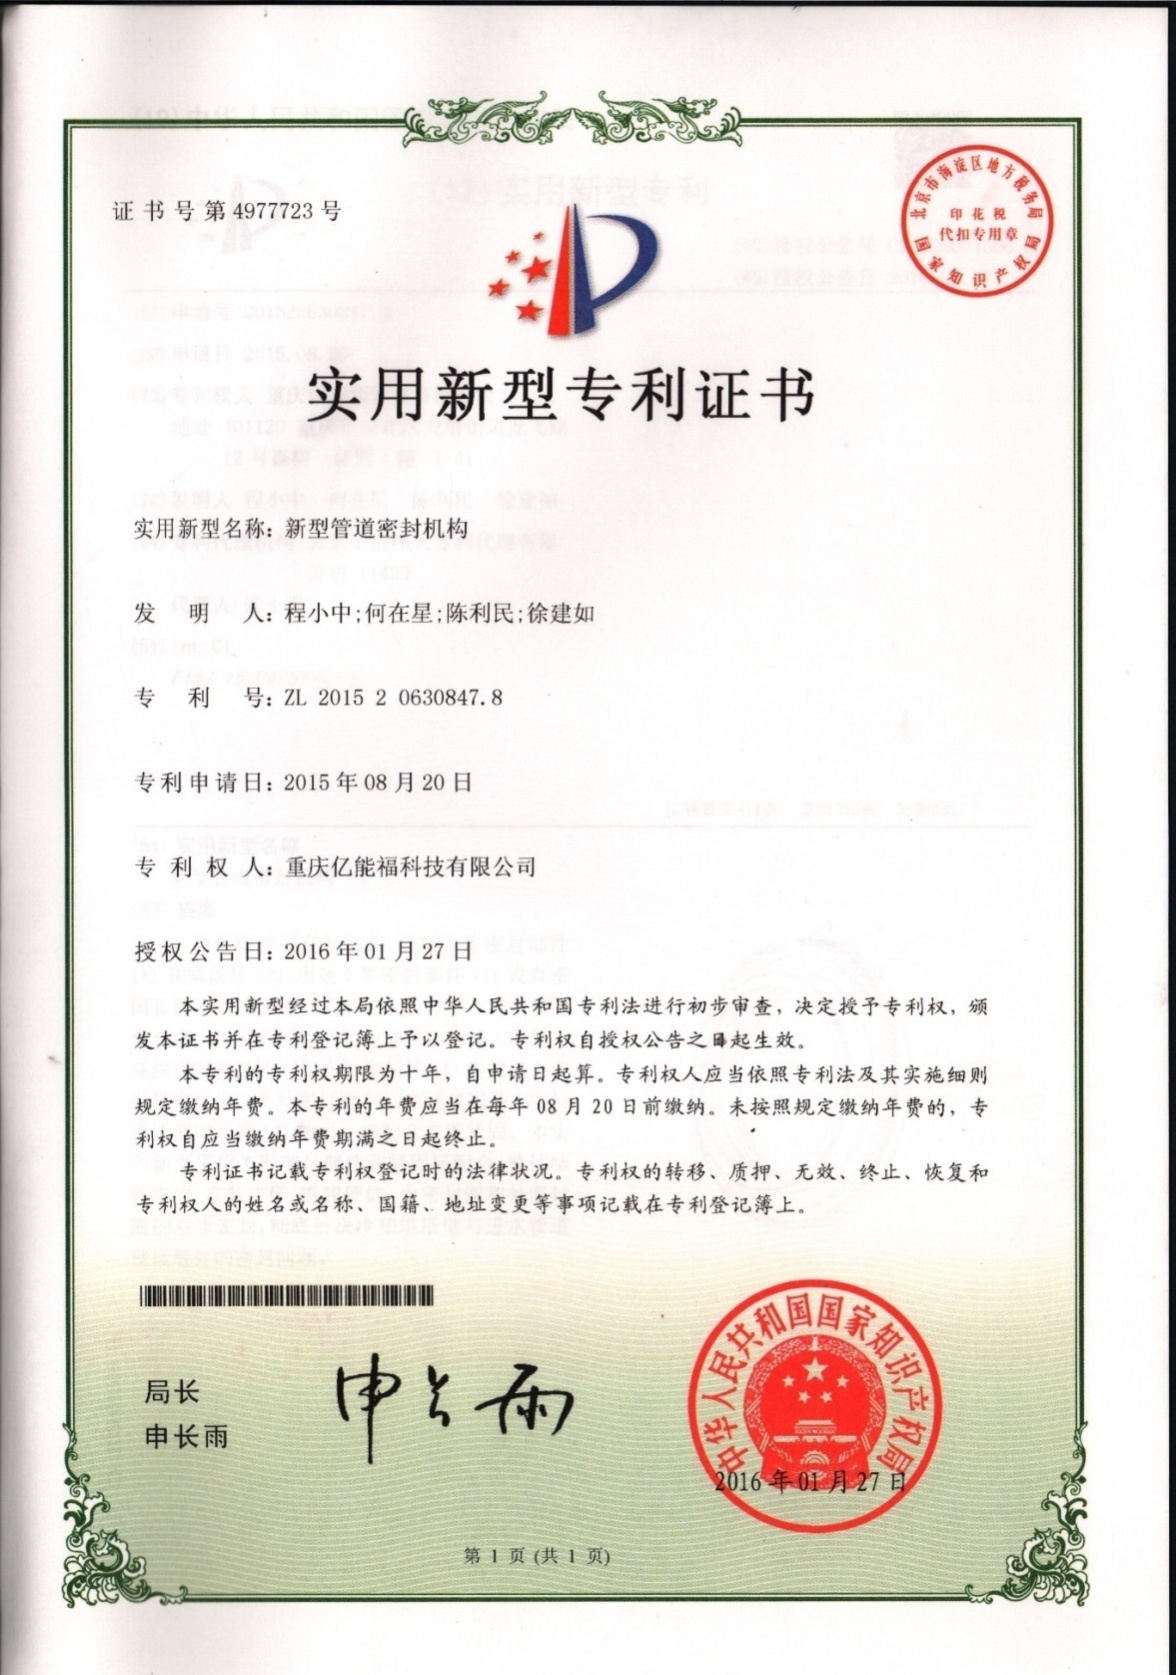 证书号第4977723号
北京市海淀区地方税务局
印花税
代扣专用章
国家知识产权局
实用新型专利证书
实用新型名称：新型管道密封机构
发明人：程小中;何在星;陈利民;徐建如
专利号：ZL 2015 2 0630847.8
专利申请日：2015年08月20日
专利权人：重庆亿能福科技有限公司
授权公告日：2016年01月27日
本实用新型经过本局依照中华人民共和国专利法进行初步审查，决定授予专利权，颁
发本证书并在专利登记簿上予以登记。专利权自授权公告之日起生效。
本专利的专利权期限为十年，自申请日起算。专利权人应当依照专利法及其实施细则
规定缴纳年费。本专利的年费应当在每年08月20日前缴纳。未按照规定缴纳年费的，专
利权自应当缴纳年费期满之日起终止。
专利证书记载专利权登记时的法律状况。专利权的转移、质押、无效、终止、恢复和
专利权人的姓名或名称、国籍、地址变更等事项记载在专利登记簿上。
局长
申长雨
申长雨
中华人民共和国国家知识产权局
2016年01月27日
第1页(共1页)